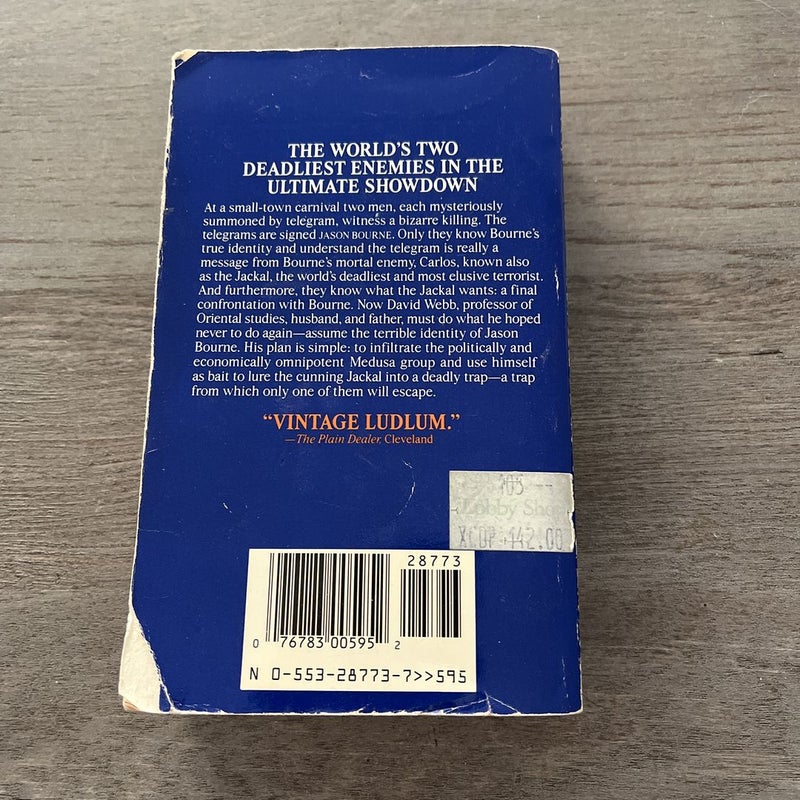 THE WORLD'S TWO
DEADLIEST ENEMIES IN THE
ULTIMATE SHOWDOWN
At a small-town carnival two men, each mysteriously
summoned by telegram, witness a bizarre killing. The
telegrams are signed JASON BOURNE. Only they know Bourne's
true identity and understand the telegram is really a
message from Bourne's mortal enemy, Carlos, known also
as the Jackal, the world's deadliest and most elusive terrorist.
And furthermore, they know what the Jackal wants: a final
confrontation with Bourne. Now David Webb, professor of
Oriental studies, husband, and father, must do what he hoped
never to do again—assume the terrible identity of Jason
Bourne. His plan is simple: to infiltrate the politically and
economically omnipotent Medusa group and use himself
as bait to lure the cunning Jackal into a deadly trap—a trap
from which only one of them will escape.
"VINTAGE LUDLUM."
—The Plain Dealer, Cleveland
103 --
Lobby Sho
28773
0 76783 00595 2
N 0-553-28773-7>>595